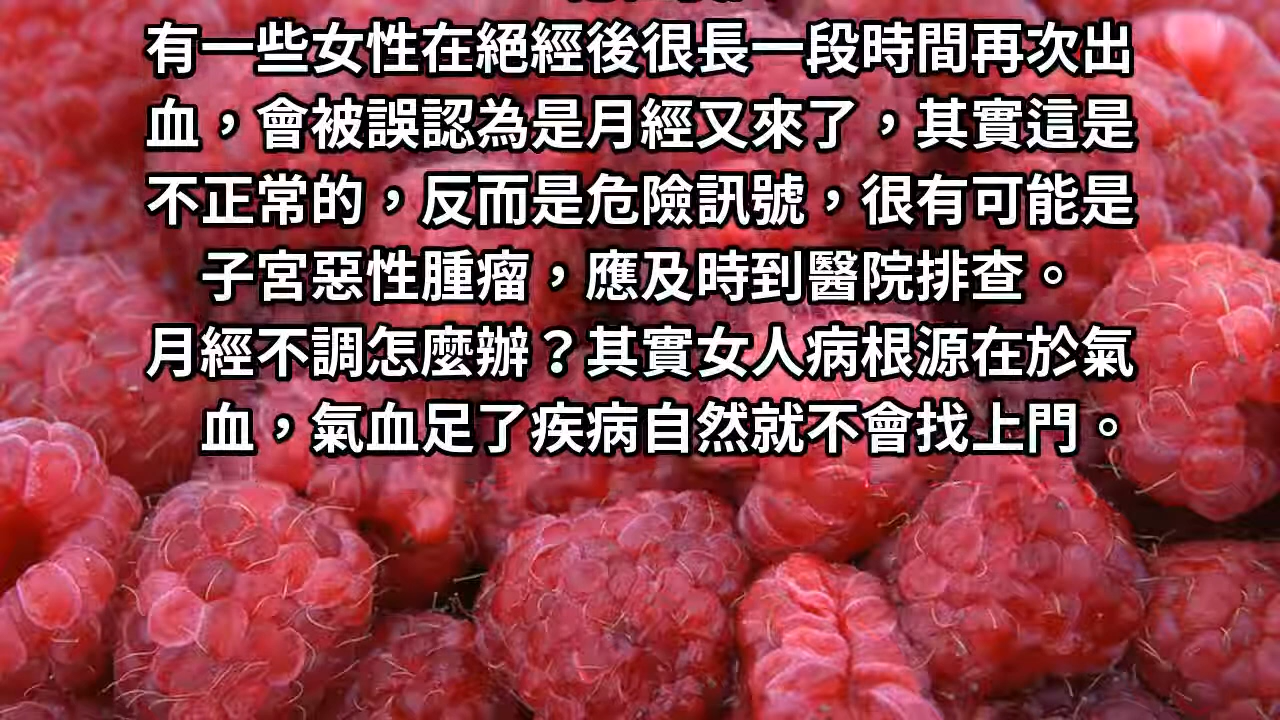 有一些女性在絕經後很長一段時間再次出
血，會被誤認為是月經又來了，其實這是
不正常的，反而是危險訊號，很有可能是
子宮惡性腫瘤，應及時到醫院排查。
月經不調怎麼辦？其實女人病根源在於氣
血，氣血足了疾病自然就不會找上門。